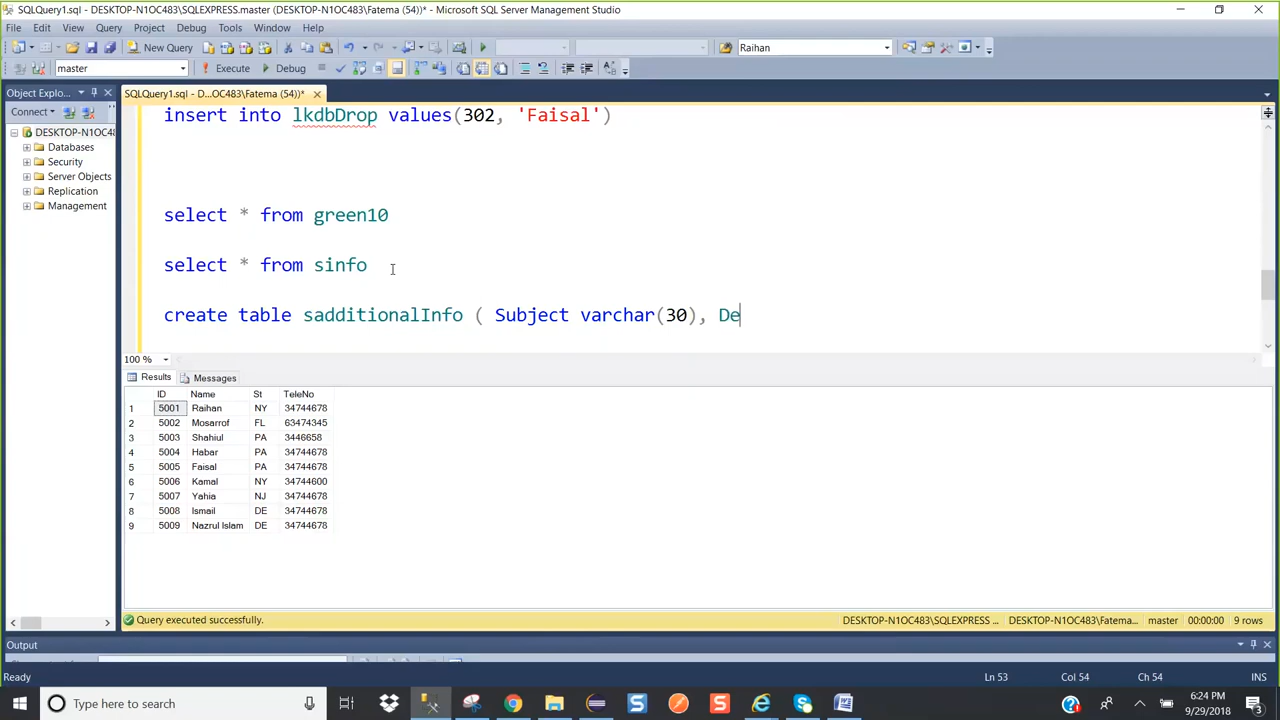 SQLQuery1.sql - DESKTOP-N1OC483\SQLEXPRESS.master (DESKTOP-N1OC483\Fatema (54))* - Microsoft SQL Server Management Studio
File Edit View Query Project Debug Tools Window Help
New Query Raihan
master Execute Debug
Object Explo... SQLQuery1.sql - D...OC483\Fatema (54))*
Connect
DESKTOP-N1OC48
Databases
Security
Server Objects
Replication
Management
insert into lkdbDrop values(302, 'Faisal')
select * from green10
select * from sinfo
create table sadditionalInfo ( Subject varchar(30), De
100 %
Results Messages
ID Name St TeleNo
1 5001 Raihan NY 34744678
2 5002 Mosarrof FL 63474345
3 5003 Shahiul PA 3446658
4 5004 Habar PA 34744678
5 5005 Faisal PA 34744678
6 5006 Kamal NY 34744600
7 5007 Yahia NJ 34744678
8 5008 Ismail DE 34744678
9 5009 Nazrul Islam DE 34744678
Query executed successfully. DESKTOP-N1OC483\SQLEXPRESS ... DESKTOP-N1OC483\Fatema... master 00:00:00 9 rows
Output
Ready Ln 53 Col 54 Ch 54 INS
Type here to search 6:24 PM
9/29/2018